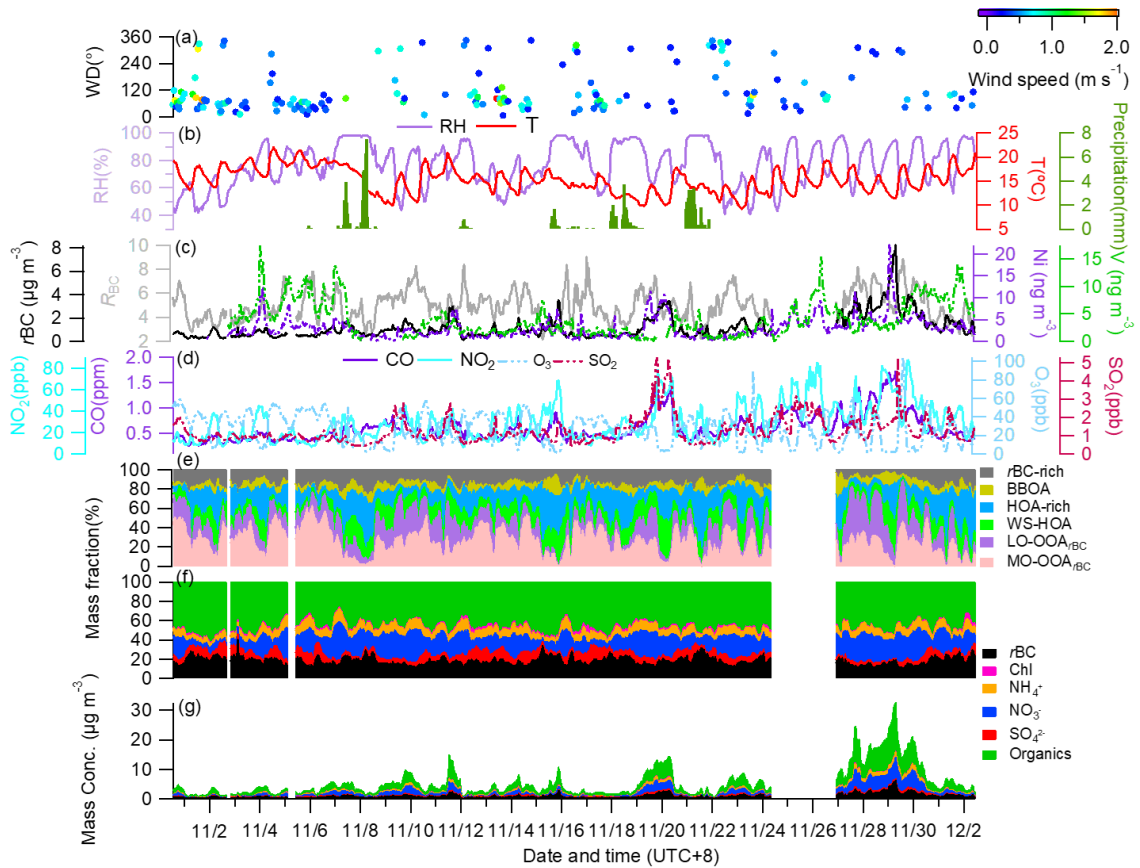 0.0 1.0 2.0
Wind speed (m s⁻¹)
(a)
WD(°)
360
240
120
0
(b)
RH T
RH(%)
100
80
60
40
T(°C)
25
20
15
10
5
Precipitation(mm)
8
6
4
2
0
(c)
rBC (µg m⁻³)
8
6
4
2
0
R_BC
10
8
6
4
2
Ni (ng m⁻³)
20
15
10
5
0
V (ng m⁻³)
15
10
5
0
(d)
CO NO₂ O₃ SO₂
NO₂(ppb)
80
60
40
20
0
CO(ppm)
2.0
1.5
1.0
0.5
O₃(ppb)
100
80
60
40
20
0
SO₂(ppb)
5
4
3
2
1
0
(e)
Mass fraction(%)
100
80
60
40
20
0
rBC-rich
BBOA
HOA-rich
WS-HOA
LO-OOA_rBC
MO-OOA_rBC
(f)
100
80
60
40
20
0
rBC
Chl
NH₄⁺
NO₃⁻
SO₄²⁻
Organics
(g)
Mass Conc. (µg m⁻³)
30
20
10
0
11/2 11/4 11/6 11/8 11/10 11/12 11/14 11/16 11/18 11/20 11/22 11/24 11/26 11/28 11/30 12/2
Date and time (UTC+8)